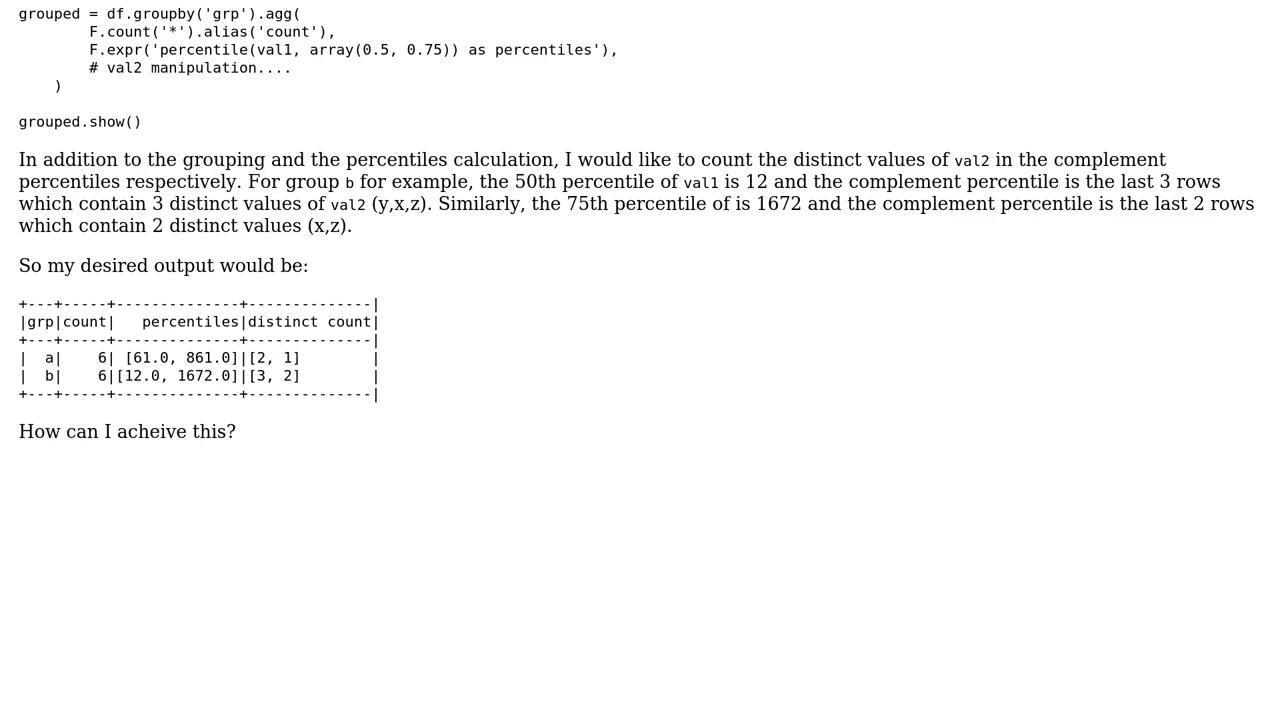 grouped = df.groupby('grp').agg(
        F.count('*').alias('count'),
        F.expr('percentile(val1, array(0.5, 0.75)) as percentiles'),
        # val2 manipulation....
    )
grouped.show()
In addition to the grouping and the percentiles calculation, I would like to count the distinct values of val2 in the complement
percentiles respectively. For group b for example, the 50th percentile of val1 is 12 and the complement percentile is the last 3 rows
which contain 3 distinct values of val2 (y,x,z). Similarly, the 75th percentile of is 1672 and the complement percentile is the last 2 rows
which contain 2 distinct values (x,z).
So my desired output would be:
+---+-----+--------------+--------------|
|grp|count|   percentiles|distinct count|
+---+-----+--------------+--------------|
|  a|    6| [61.0, 861.0]|[2, 1]        |
|  b|    6|[12.0, 1672.0]|[3, 2]        |
+---+-----+--------------+--------------|
How can I acheive this?